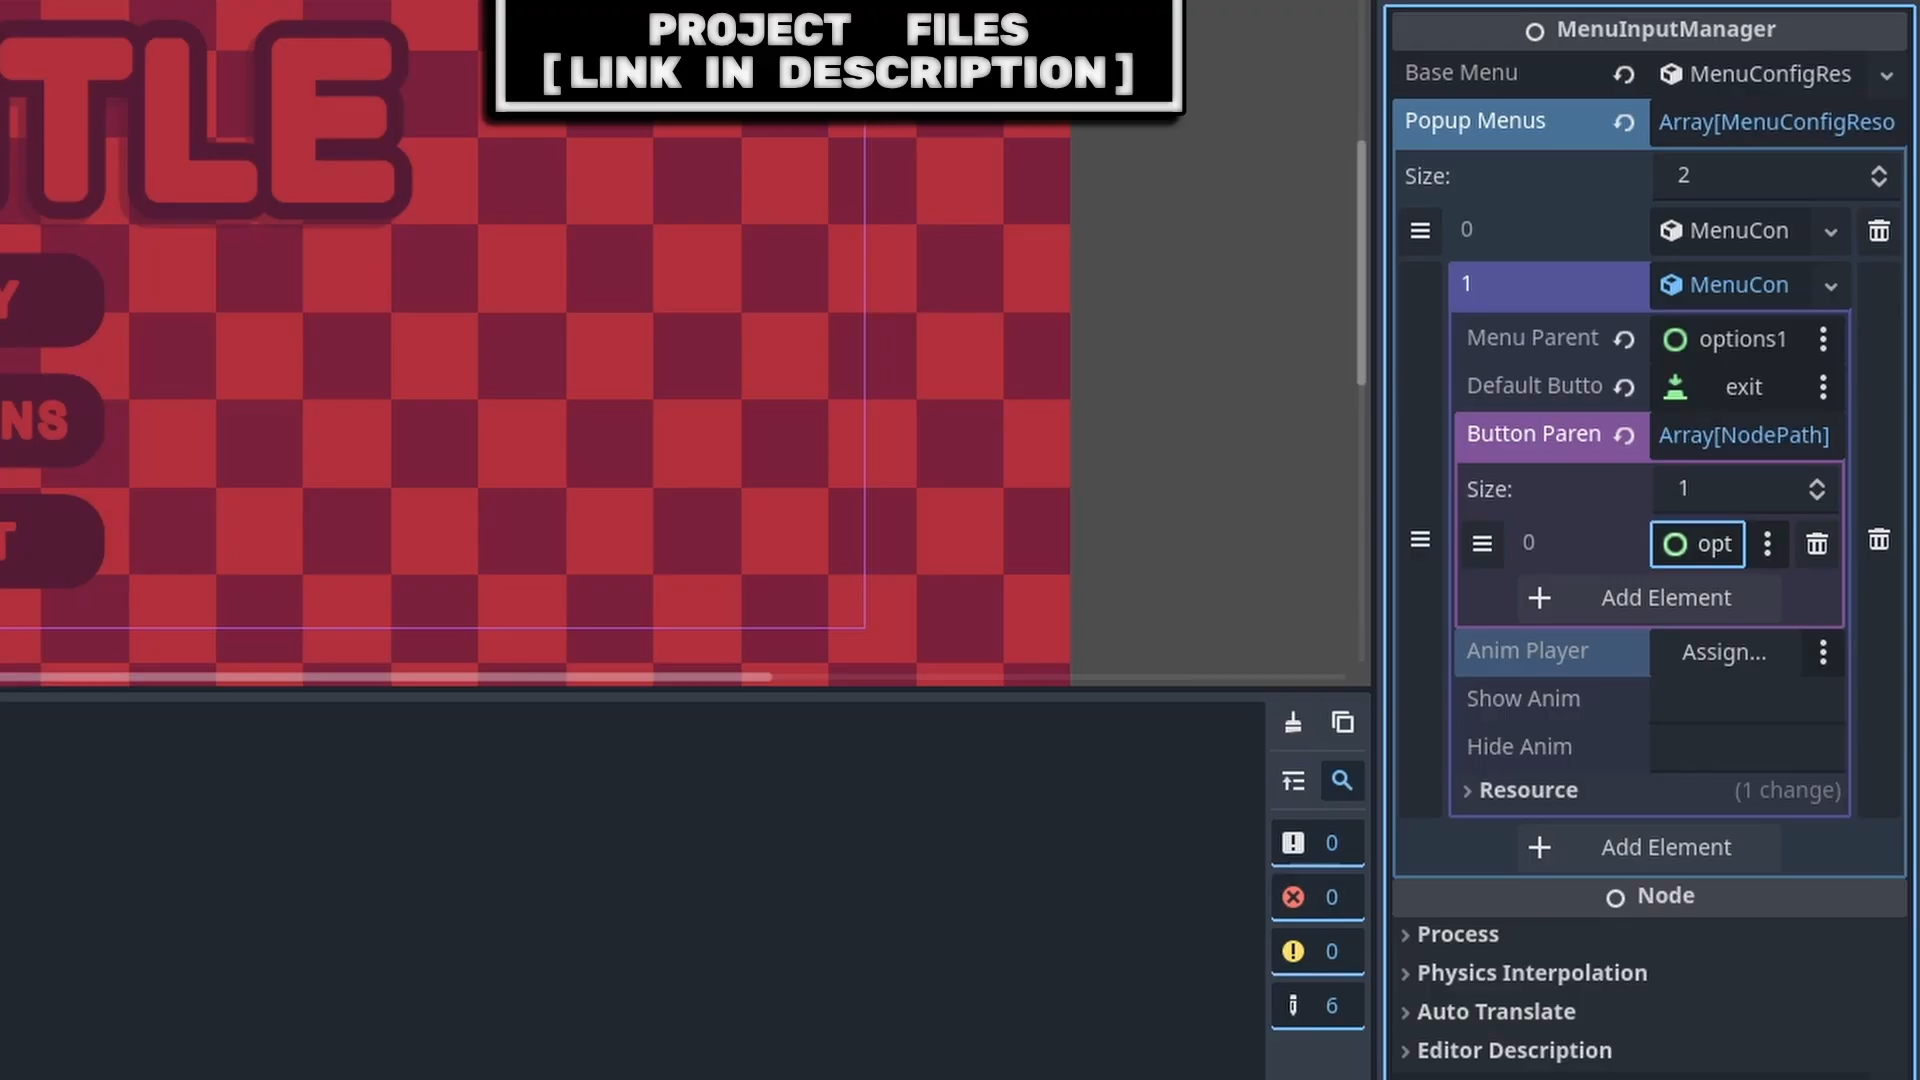 PROJECT FILES
[LINK IN DESCRIPTION]
TLE
Y
NS
T
MenuInputManager
Base Menu MenuConfigRes
Popup Menus Array[MenuConfigReso
Size: 2
0 MenuCon
1 MenuCon
Menu Parent options1
Default Butto exit
Button Paren Array[NodePath]
Size: 1
0 opt
Add Element
Anim Player Assign...
Show Anim
Hide Anim
Resource (1 change)
Add Element
Node
Process
Physics Interpolation
Auto Translate
Editor Description
0
0
0
6